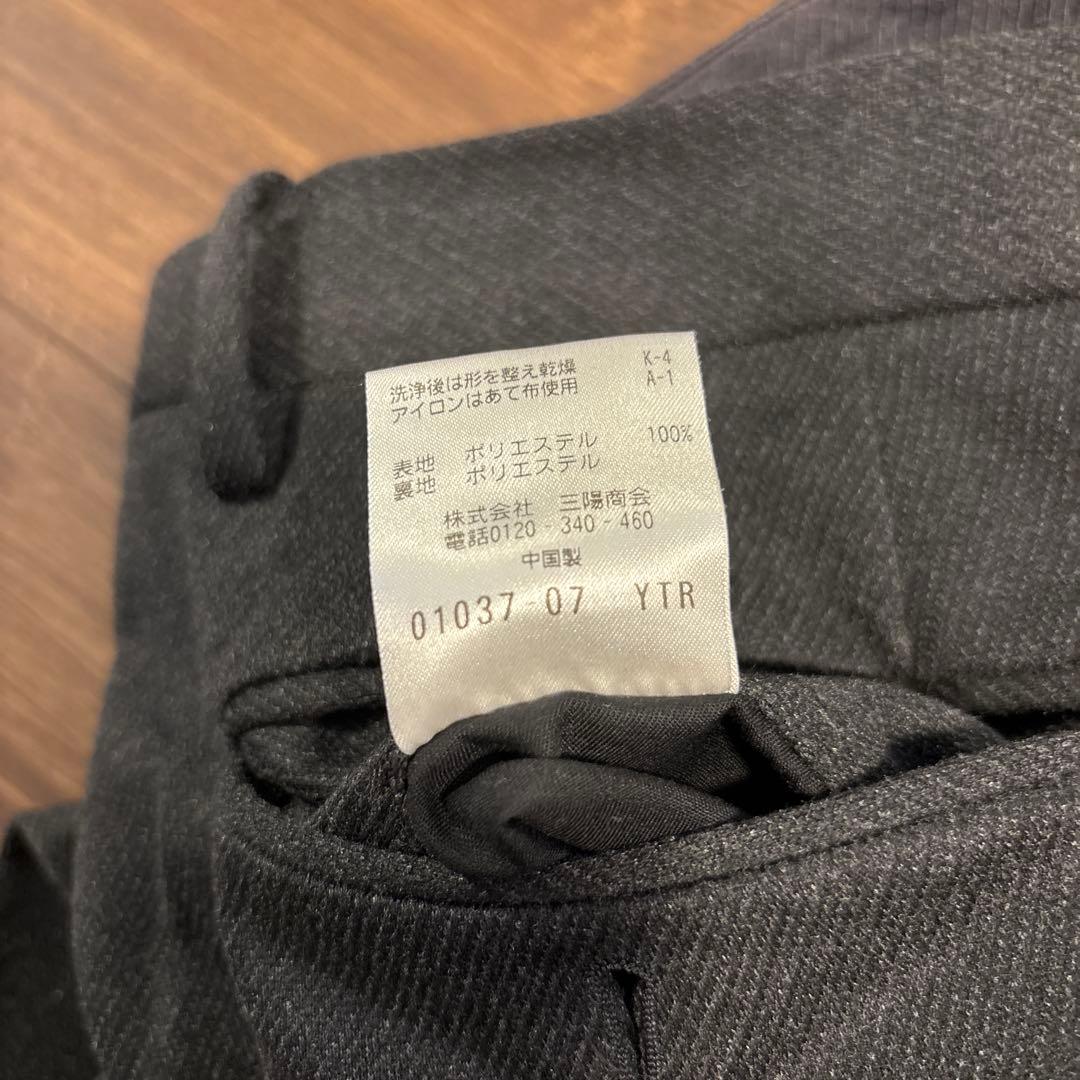 洗浄後は形を整え乾燥 K-4
アイロンはあて布使用 A-1
表地 ポリエステル 100%
裏地 ポリエステル
株式会社 三陽商会
電話0120-340-460
中国製
01037-07 YTR